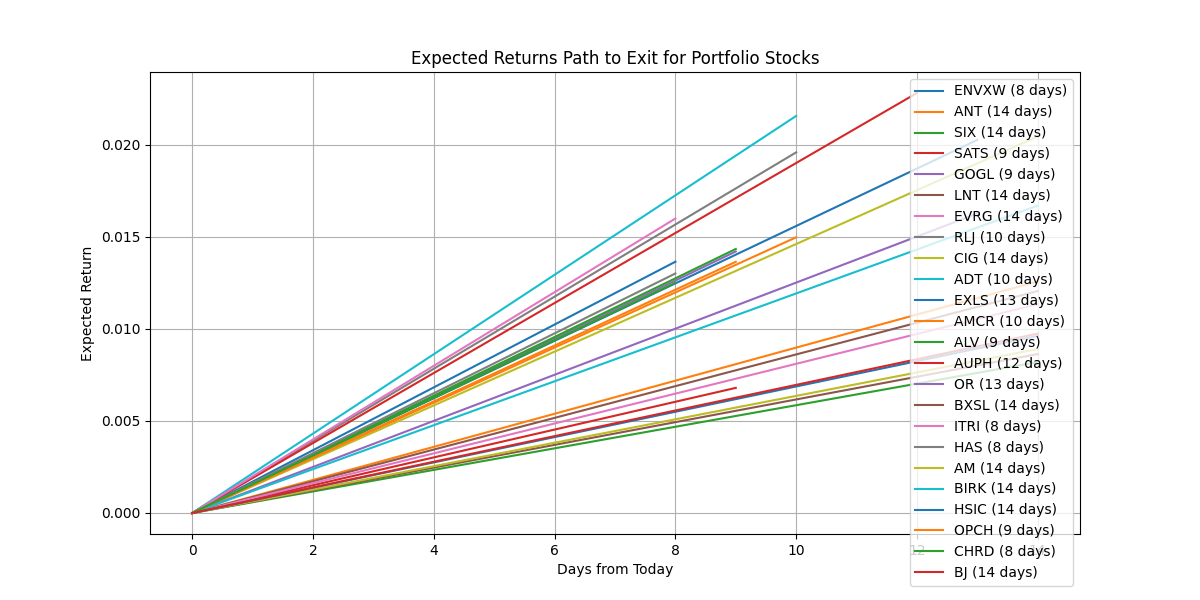 Expected Returns Path to Exit for Portfolio Stocks
Expected Return
0.020
0.015
0.010
0.005
0.000
0 2 4 6 8 10 12
Days from Today
ENVXW (8 days)
ANT (14 days)
SIX (14 days)
SATS (9 days)
GOGL (9 days)
LNT (14 days)
EVRG (14 days)
RLJ (10 days)
CIG (14 days)
ADT (10 days)
EXLS (13 days)
AMCR (10 days)
ALV (9 days)
AUPH (12 days)
OR (13 days)
BXSL (14 days)
ITRI (8 days)
HAS (8 days)
AM (14 days)
BIRK (14 days)
HSIC (14 days)
OPCH (9 days)
CHRD (8 days)
BJ (14 days)